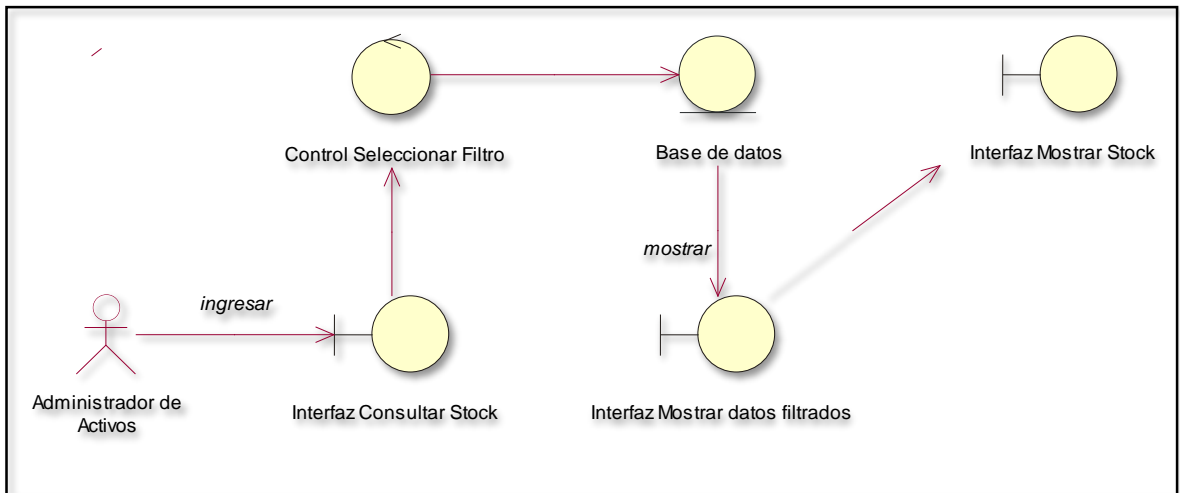 Control Seleccionar Filtro
Base de datos
Interfaz Mostrar Stock
mostrar
ingresar
Administrador de
Activos
Interfaz Consultar Stock
Interfaz Mostrar datos filtrados